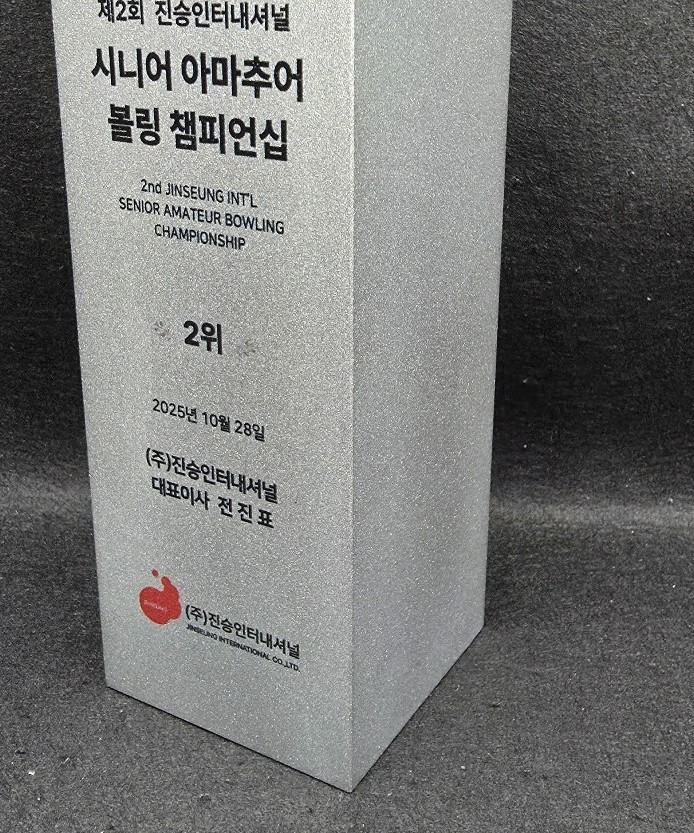 제2회 진승인터내셔널
시니어 아마추어
볼링 챔피언십
2nd JINSEUNG INT'L
SENIOR AMATEUR BOWLING
CHAMPIONSHIP
2위
2025년 10월 28일
(주)진승인터내셔널
대표이사 전 진 표
(주)진승인터내셔널
JINSEUNG INTERNATIONAL CO.,LTD.